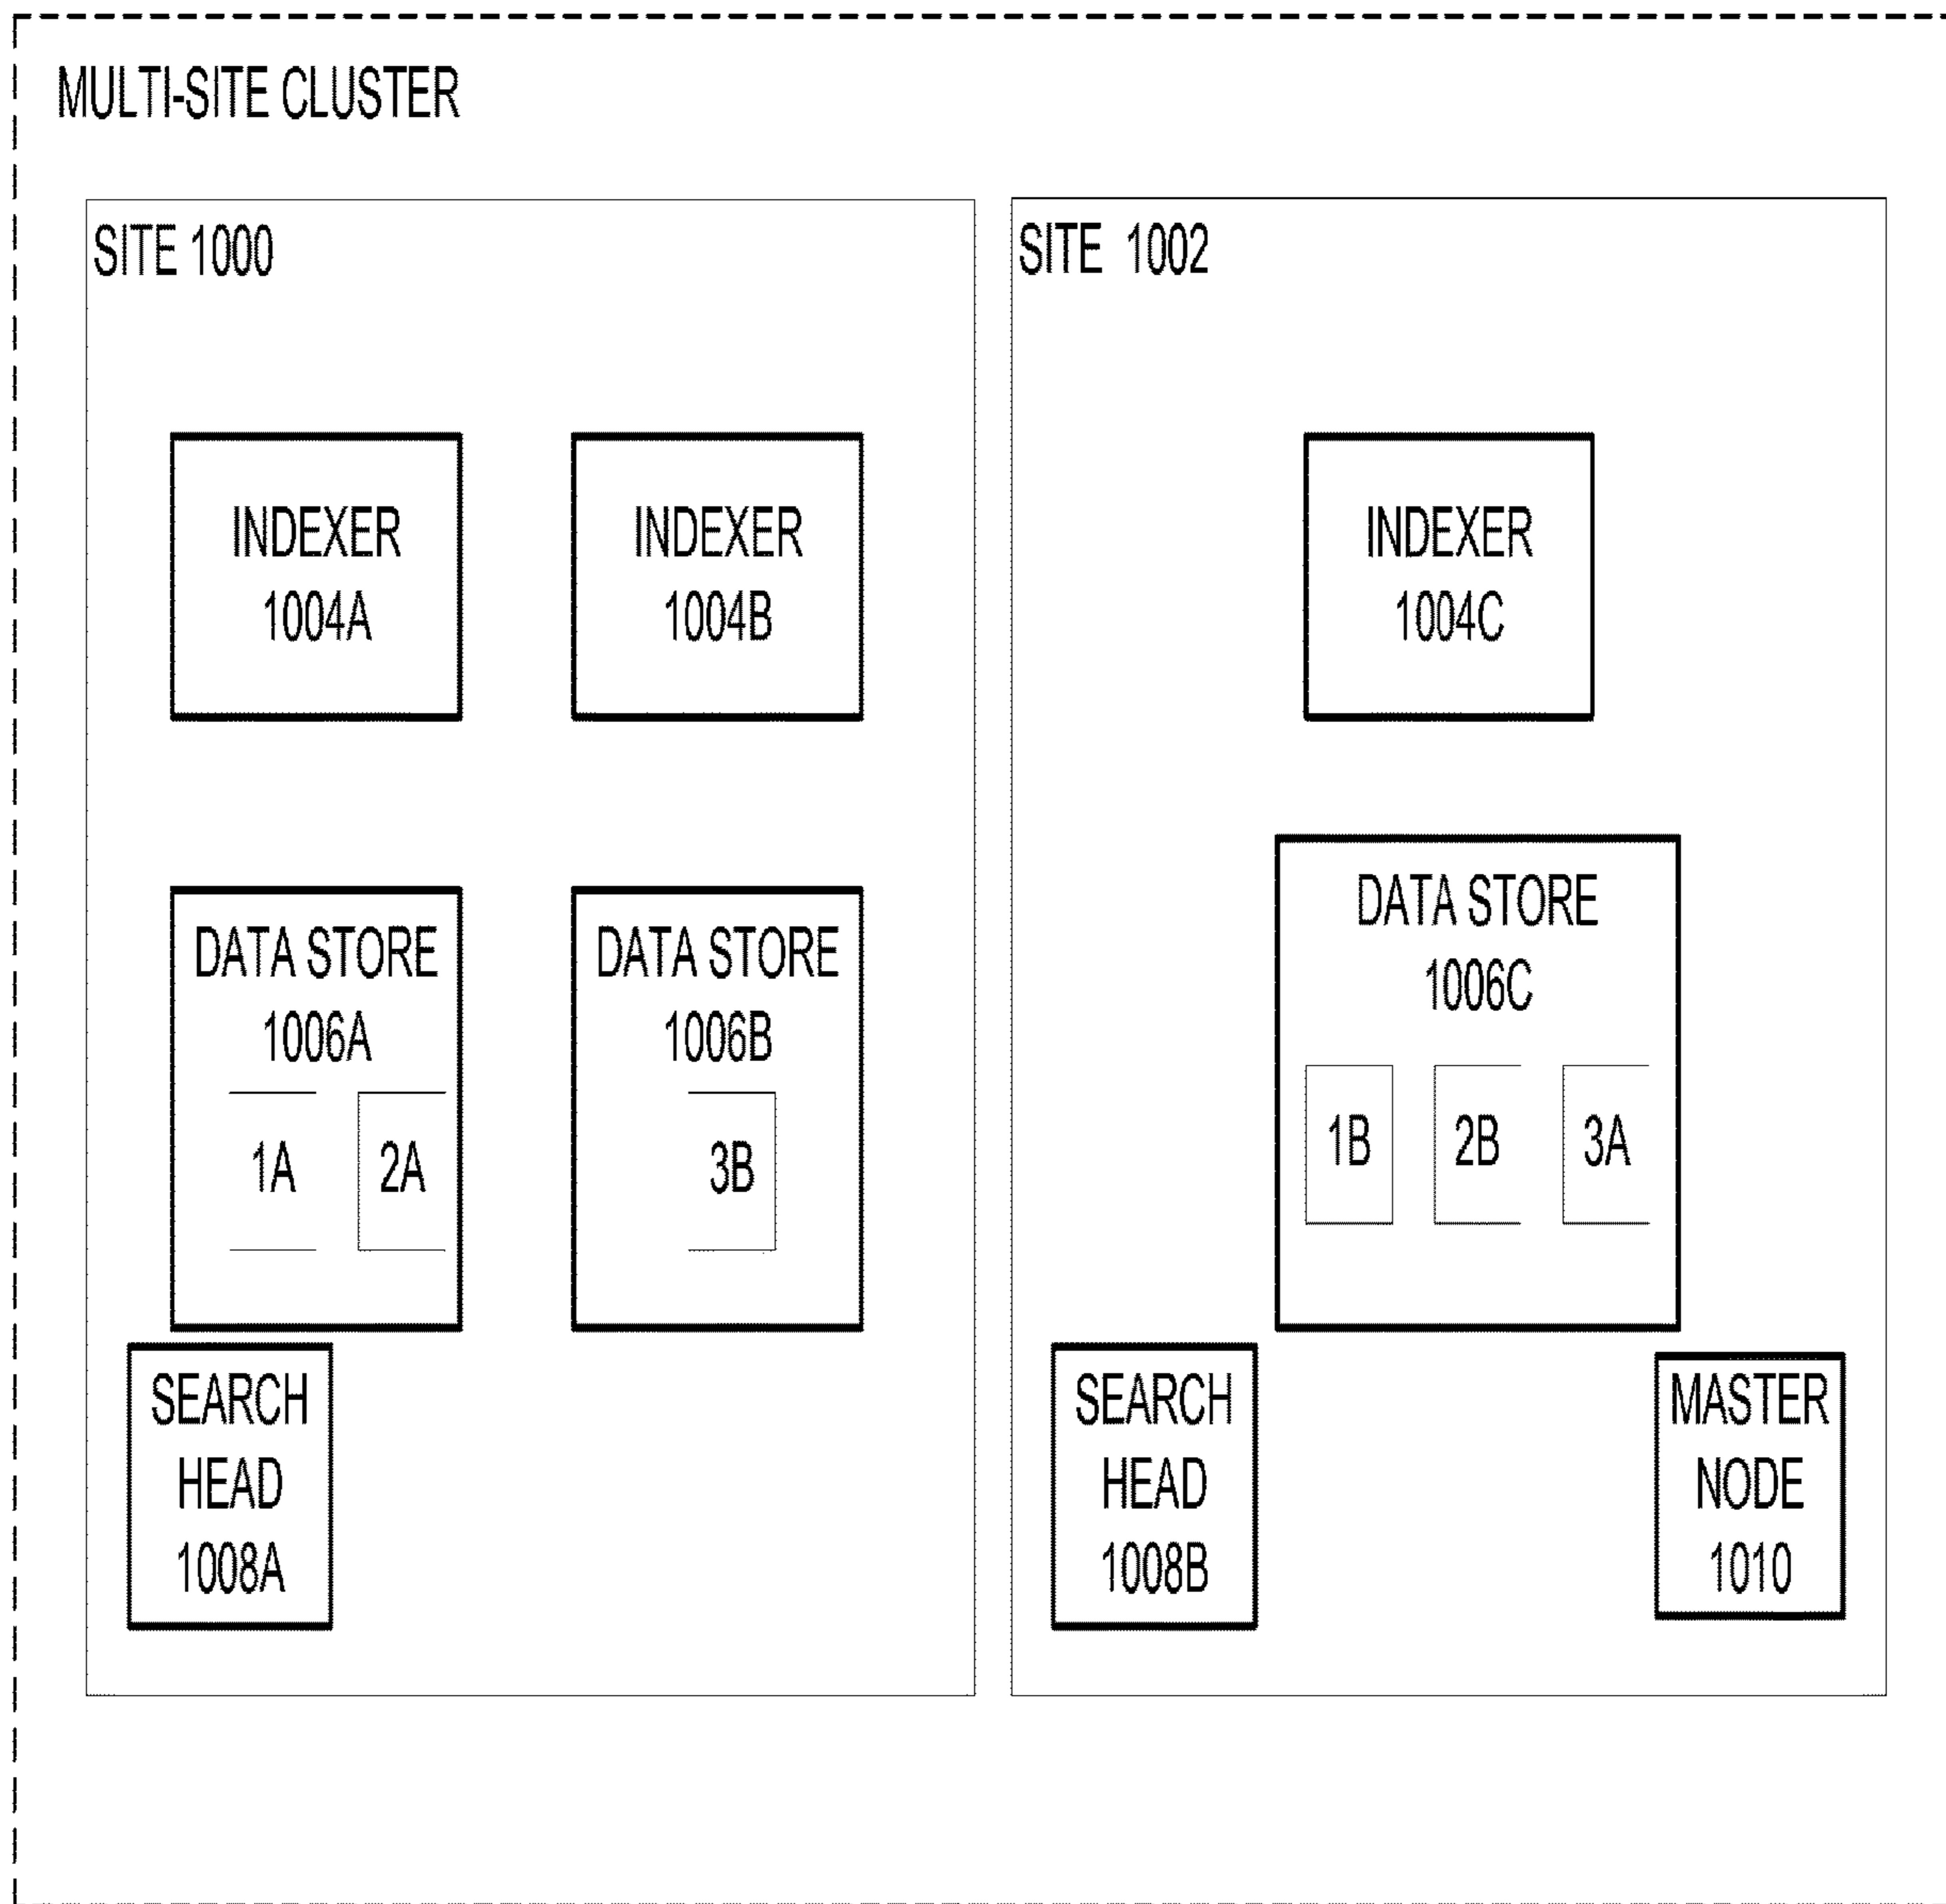 MULTI-SITE CLUSTER
SITE 1000
INDEXER
1004A
INDEXER
1004B
DATA STORE
1006A
1A
2A
DATA STORE
1006B
3B
SEARCH
HEAD
1008A
SITE 1002
INDEXER
1004C
DATA STORE
1006C
1B
2B
3A
SEARCH
HEAD
1008B
MASTER
NODE
1010